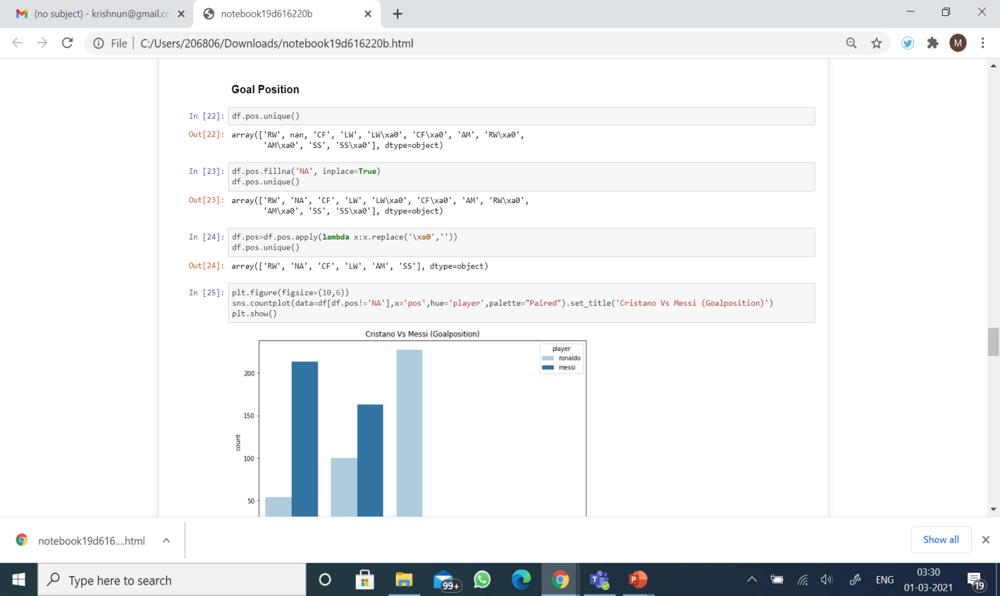 (no subject) - krishnun@gmail.co
notebook19d616220b
File
C:/Users/206806/Downloads/notebook19d616220b.html
M
Goal Position
In [22]:
df.pos.unique()
Out[22]:
array(['RW', nan, 'CF', 'LW', 'LW\xa0', 'CF\xa0', 'AM', 'RW\xa0',
'AM\xa0', 'SS', 'SS\xa0'], dtype=object)
In [23]:
df.pos.fillna('NA', inplace=True)
df.pos.unique()
Out[23]:
array(['RW', 'NA', 'CF', 'LW', 'LW\xa0', 'CF\xa0', 'AM', 'RW\xa0',
'AM\xa0', 'SS', 'SS\xa0'], dtype=object)
In [24]:
df.pos=df.pos.apply(lambda x:x.replace('\xa0',''))
df.pos.unique()
Out[24]:
array(['RW', 'NA', 'CF', 'LW', 'AM', 'SS'], dtype=object)
In [25]:
plt.figure(figsize=(10,6))
sns.countplot(data=df[df.pos!='NA'],x='pos',hue='player',palette="Paired").set_title('Cristano Vs Messi (Goalposition)')
plt.show()
Cristano Vs Messi (Goalposition)
player
ronaldo
messi
200
150
100
50
count
notebook19d616....html
Show all
Type here to search
99+
T
P
ENG
03:30
01-03-2021
19